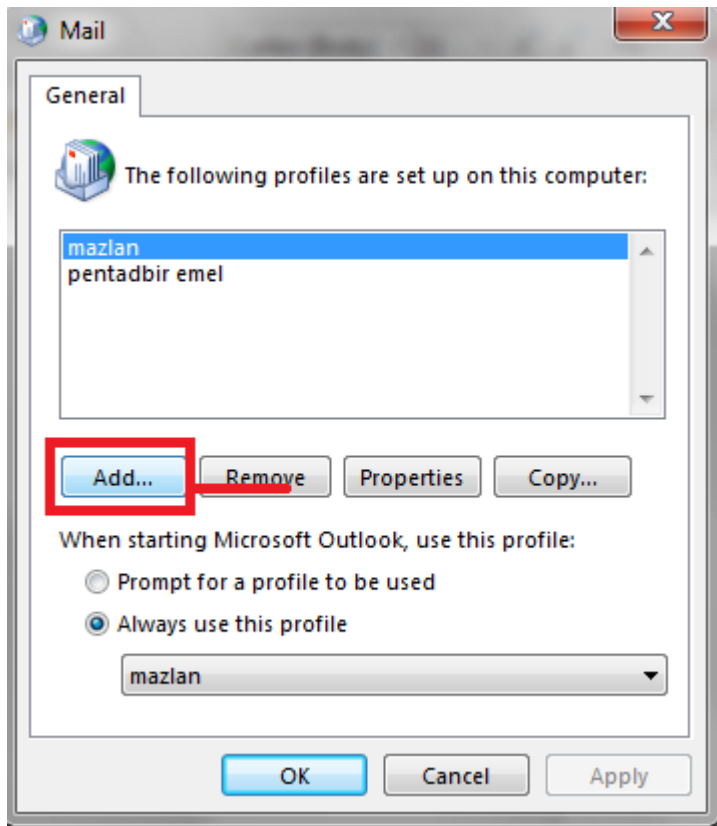 Mail
General
The following profiles are set up on this computer:
mazlan
pentadbir emel
Add... Remove Properties Copy...
When starting Microsoft Outlook, use this profile:
Prompt for a profile to be used
Always use this profile
mazlan
OK Cancel Apply